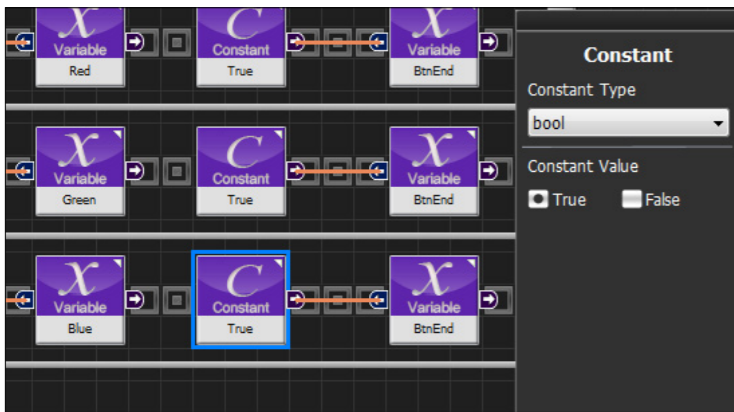 X Variable
Red
C Constant
True
X Variable
BtnEnd
X Variable
Green
C Constant
True
X Variable
BtnEnd
X Variable
Blue
C Constant
True
X Variable
BtnEnd
Constant
Constant Type
bool
Constant Value
True False